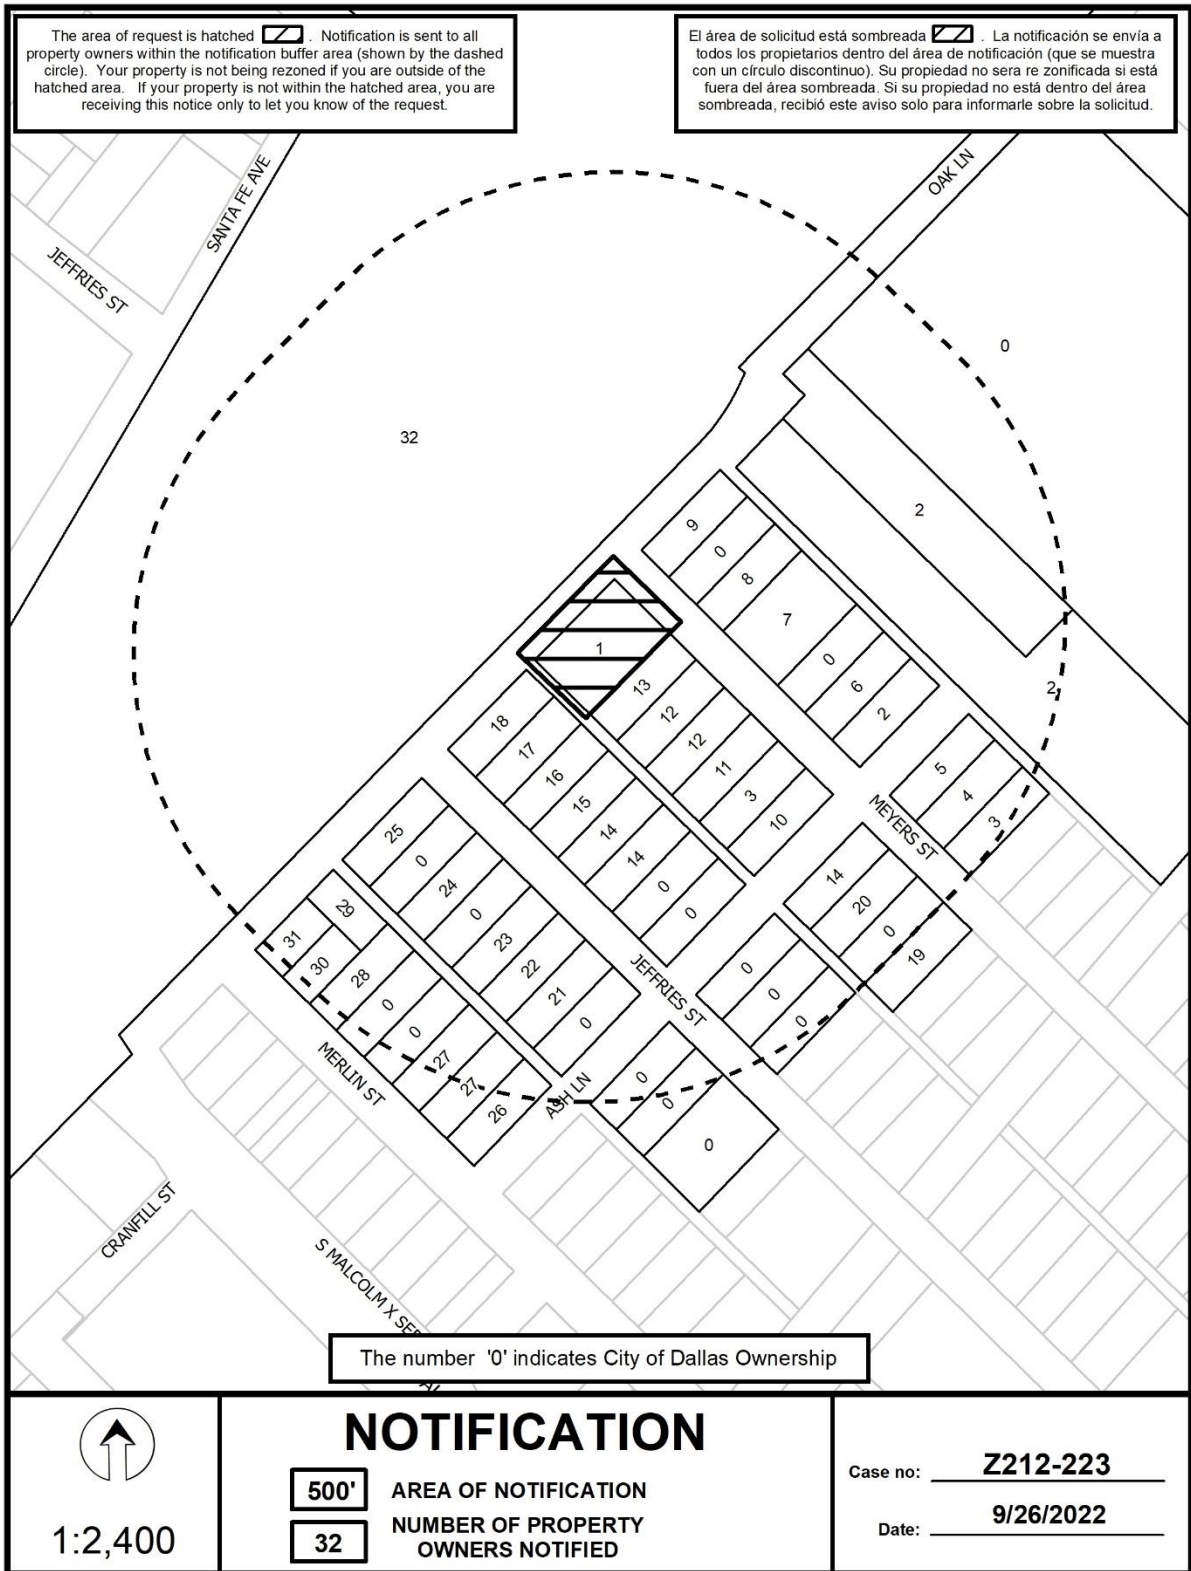 The area of request is hatched . Notification is sent to all
property owners within the notification buffer area (shown by the dashed
circle). Your property is not being rezoned if you are outside of the
hatched area. If your property is not within the hatched area, you are
receiving this notice only to let you know of the request.
El área de solicitud está sombreada . La notificación se envía a
todos los propietarios dentro del área de notificación (que se muestra
con un círculo discontinuo). Su propiedad no sera re zonificada si está
fuera del área sombreada. Si su propiedad no está dentro del área
sombreada, recibió este aviso solo para informarle sobre la solicitud.
OAK LN
SANTA FE AVE
JEFFRIES ST
0
32
2
9
0
8
7
0
6
2
2
1
13
12
12
11
3
10
18
17
16
15
14
14
0
0
5
4
3
MEYERS ST
25
0
24
0
23
22
21
0
14
20
0
19
29
31
30
28
0
0
27
27
26
JEFFRIES ST
0
0
0
MERLIN ST
ASH LN
0
0
0
CRANFILL ST
S MALCOLM X
The number '0' indicates City of Dallas Ownership
1:2,400
NOTIFICATION
500' AREA OF NOTIFICATION
32 NUMBER OF PROPERTY
OWNERS NOTIFIED
Case no: Z212-223
Date: 9/26/2022